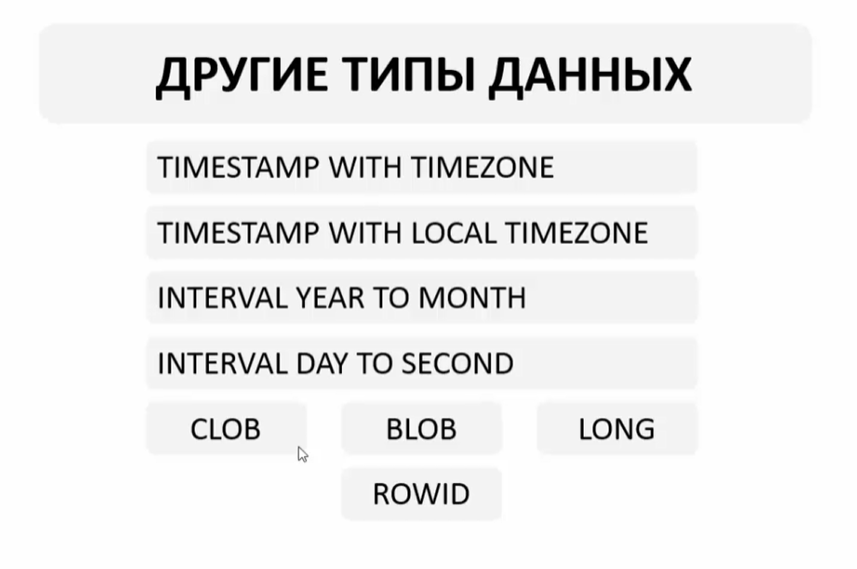 ДРУГИЕ ТИПЫ ДАННЫХ
TIMESTAMP WITH TIMEZONE
TIMESTAMP WITH LOCAL TIMEZONE
INTERVAL YEAR TO MONTH
INTERVAL DAY TO SECOND
CLOB BLOB LONG
ROWID